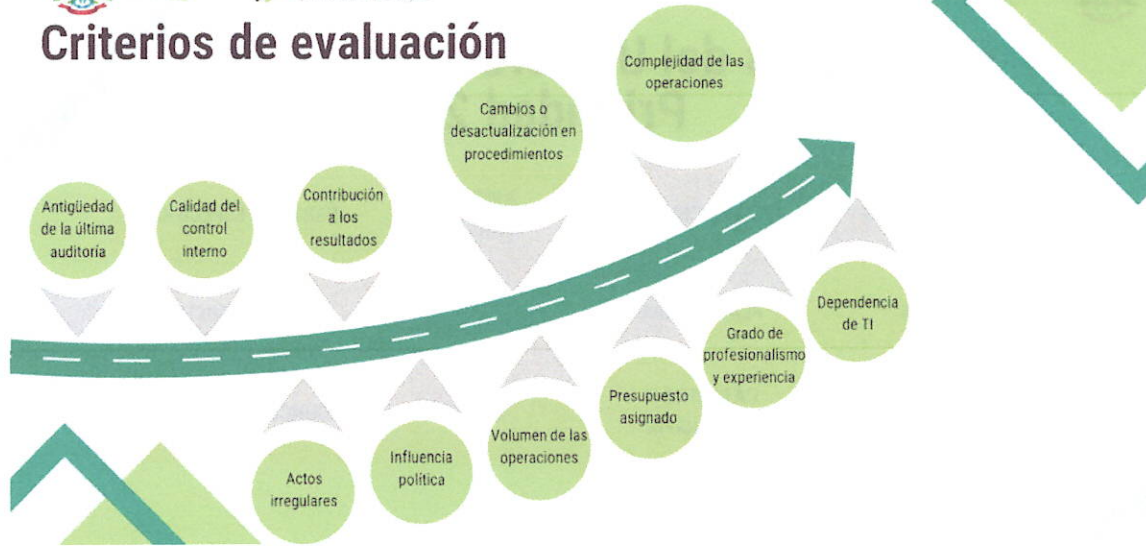 Criterios de evaluación
Antigüedad
de la última
auditoría
Calidad del
control
interno
Contribución
a los
resultados
Cambios o
desactualización en
procedimientos
Complejidad de las
operaciones
Actos
irregulares
Influencia
política
Volumen de las
operaciones
Presupuesto
asignado
Grado de
profesionalismo
y experiencia
Dependencia
de TI